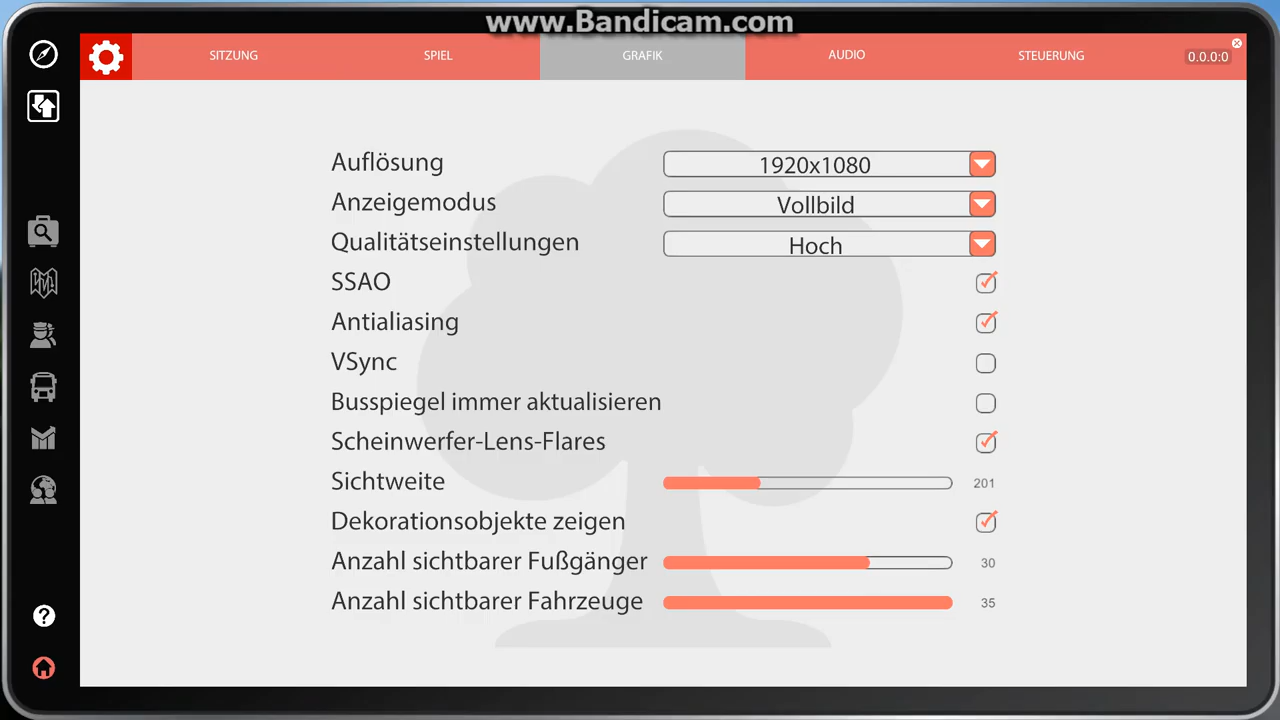 www.Bandicam.com
SITZUNG SPIEL GRAFIK AUDIO STEUERUNG 0.0.0:0
Auflösung 1920x1080
Anzeigemodus Vollbild
Qualitätseinstellungen Hoch
SSAO
Antialiasing
VSync
Busspiegel immer aktualisieren
Scheinwerfer-Lens-Flares
Sichtweite 201
Dekorationsobjekte zeigen
Anzahl sichtbarer Fußgänger 30
Anzahl sichtbarer Fahrzeuge 35
?